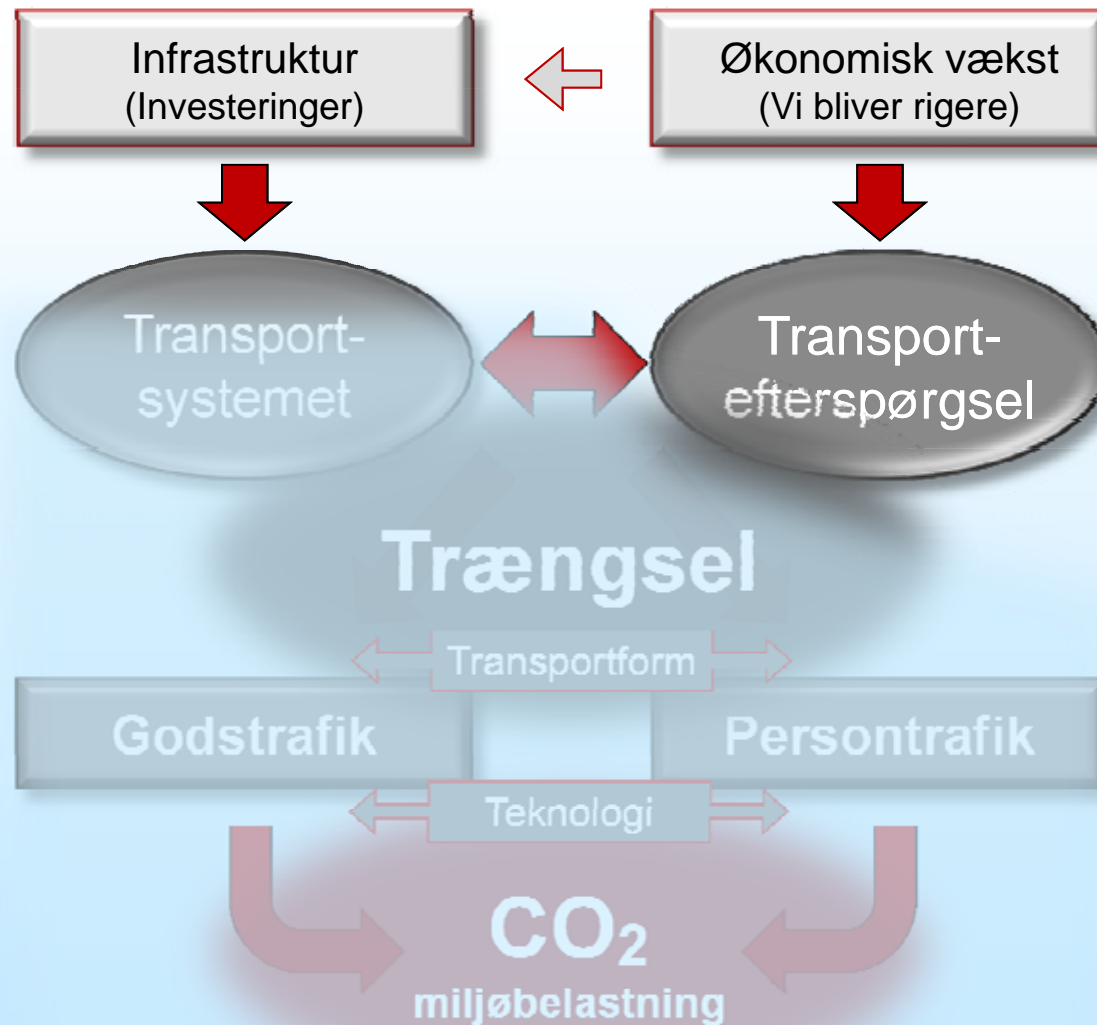 Infrastruktur
(Investeringer)
Økonomisk vækst
(Vi bliver rigere)
Transport-
systemet
Transport-
efterspørgsel
Trængsel
Transportform
Godstrafik
Persontrafik
Teknologi
CO₂
miljøbelastning